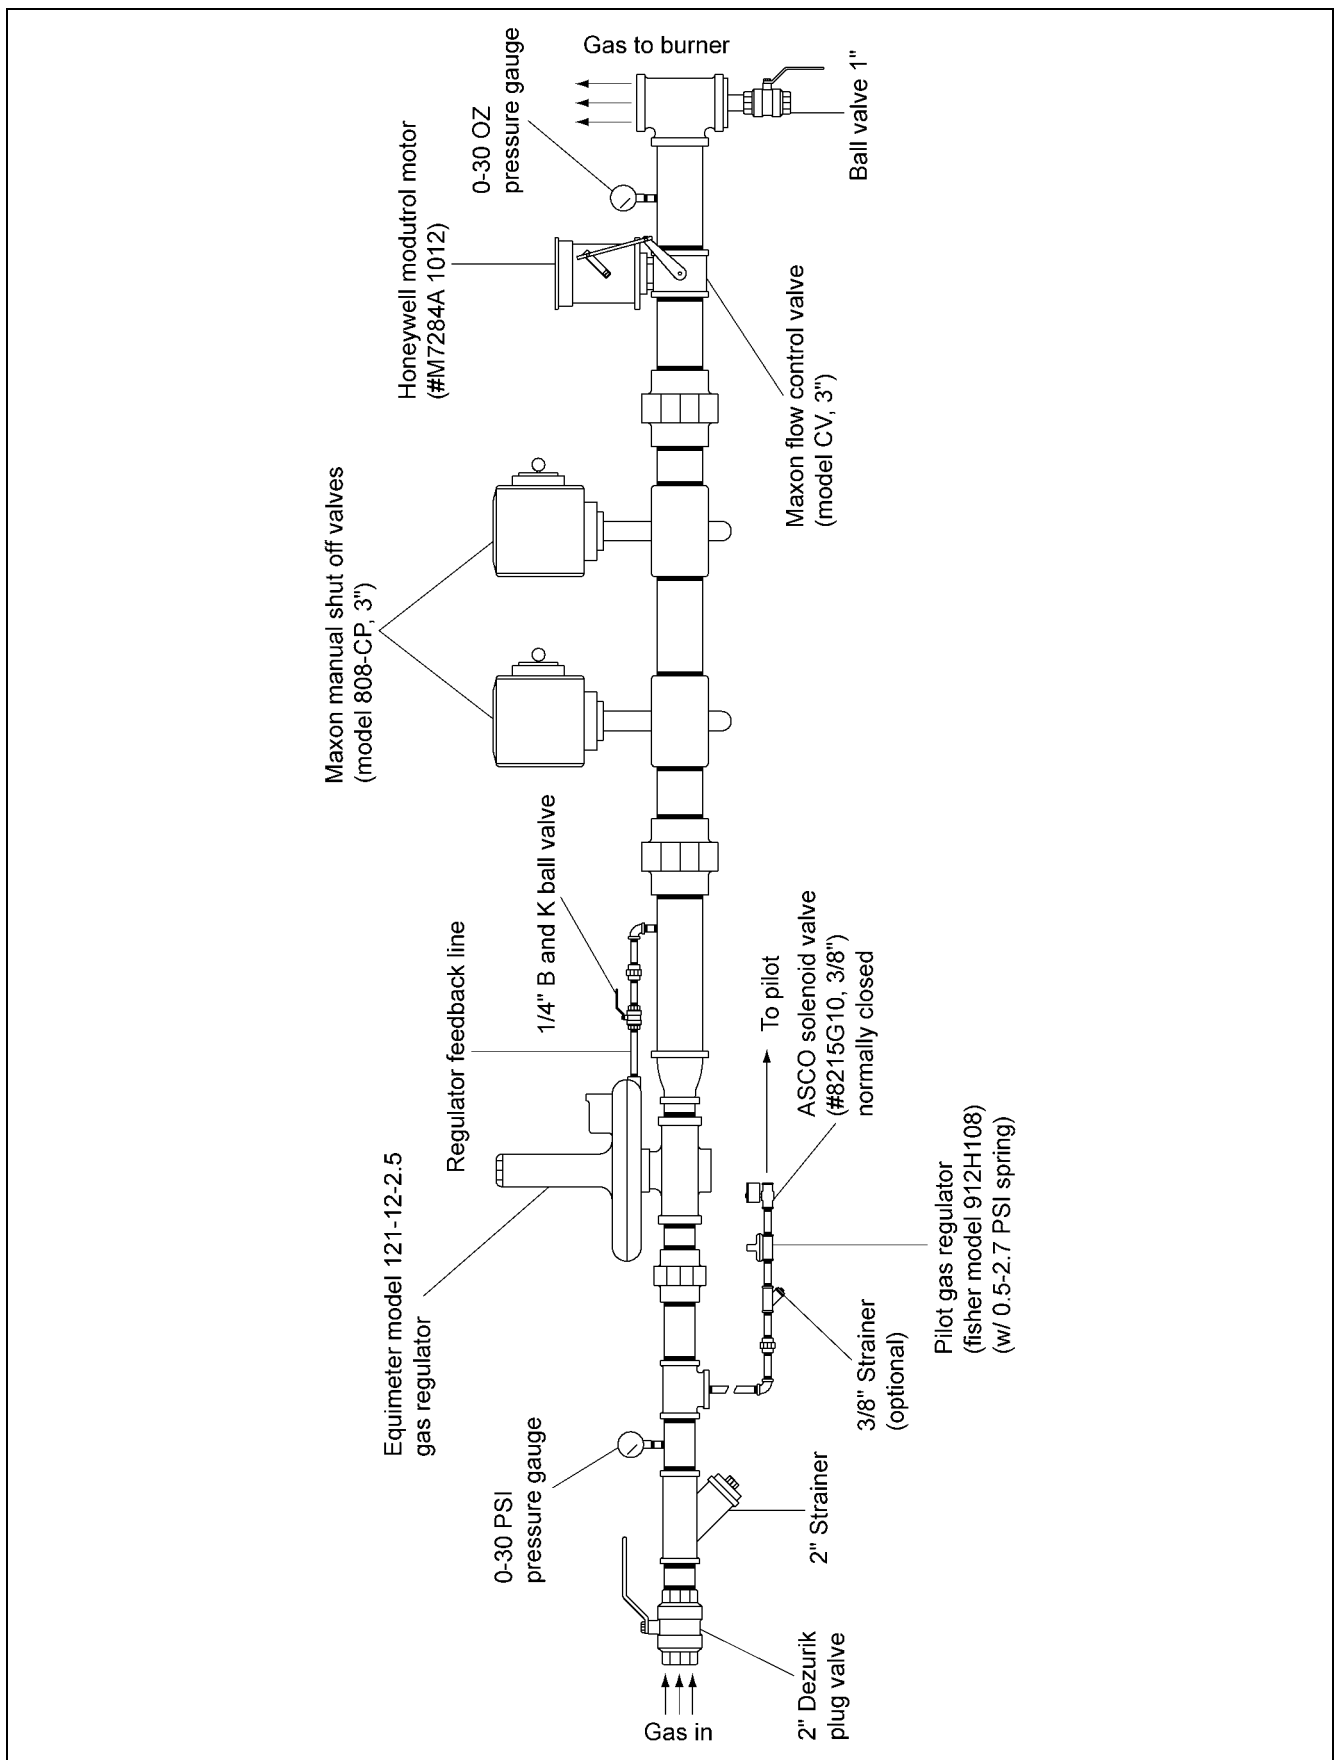 Gas to burner
0-30 OZ
pressure gauge
Ball valve 1"
Honeywell modutrol motor
(#M7284A 1012)
Maxon flow control valve
(model CV, 3")
Maxon manual shut off valves
(model 808-CP, 3")
1/4" B and K ball valve
Regulator feedback line
To pilot
ASCO solenoid valve
(#8215G10, 3/8")
normally closed
Equimeter model 121-12-2.5
gas regulator
Pilot gas regulator
(fisher model 912H108)
(w/ 0.5-2.7 PSI spring)
3/8" Strainer
(optional)
0-30 PSI
pressure gauge
2" Strainer
2" Dezurik
plug valve
Gas in